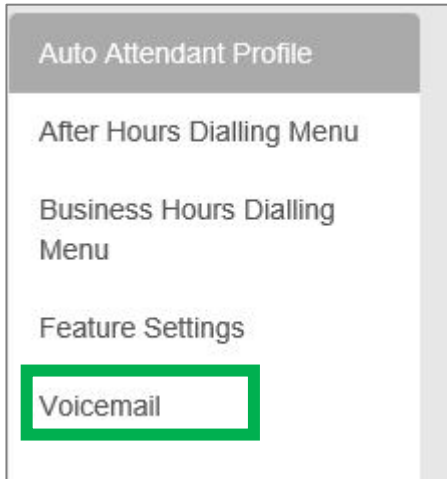 Auto Attendant Profile
After Hours Dialling Menu
Business Hours Dialling
Menu
Feature Settings
Voicemail